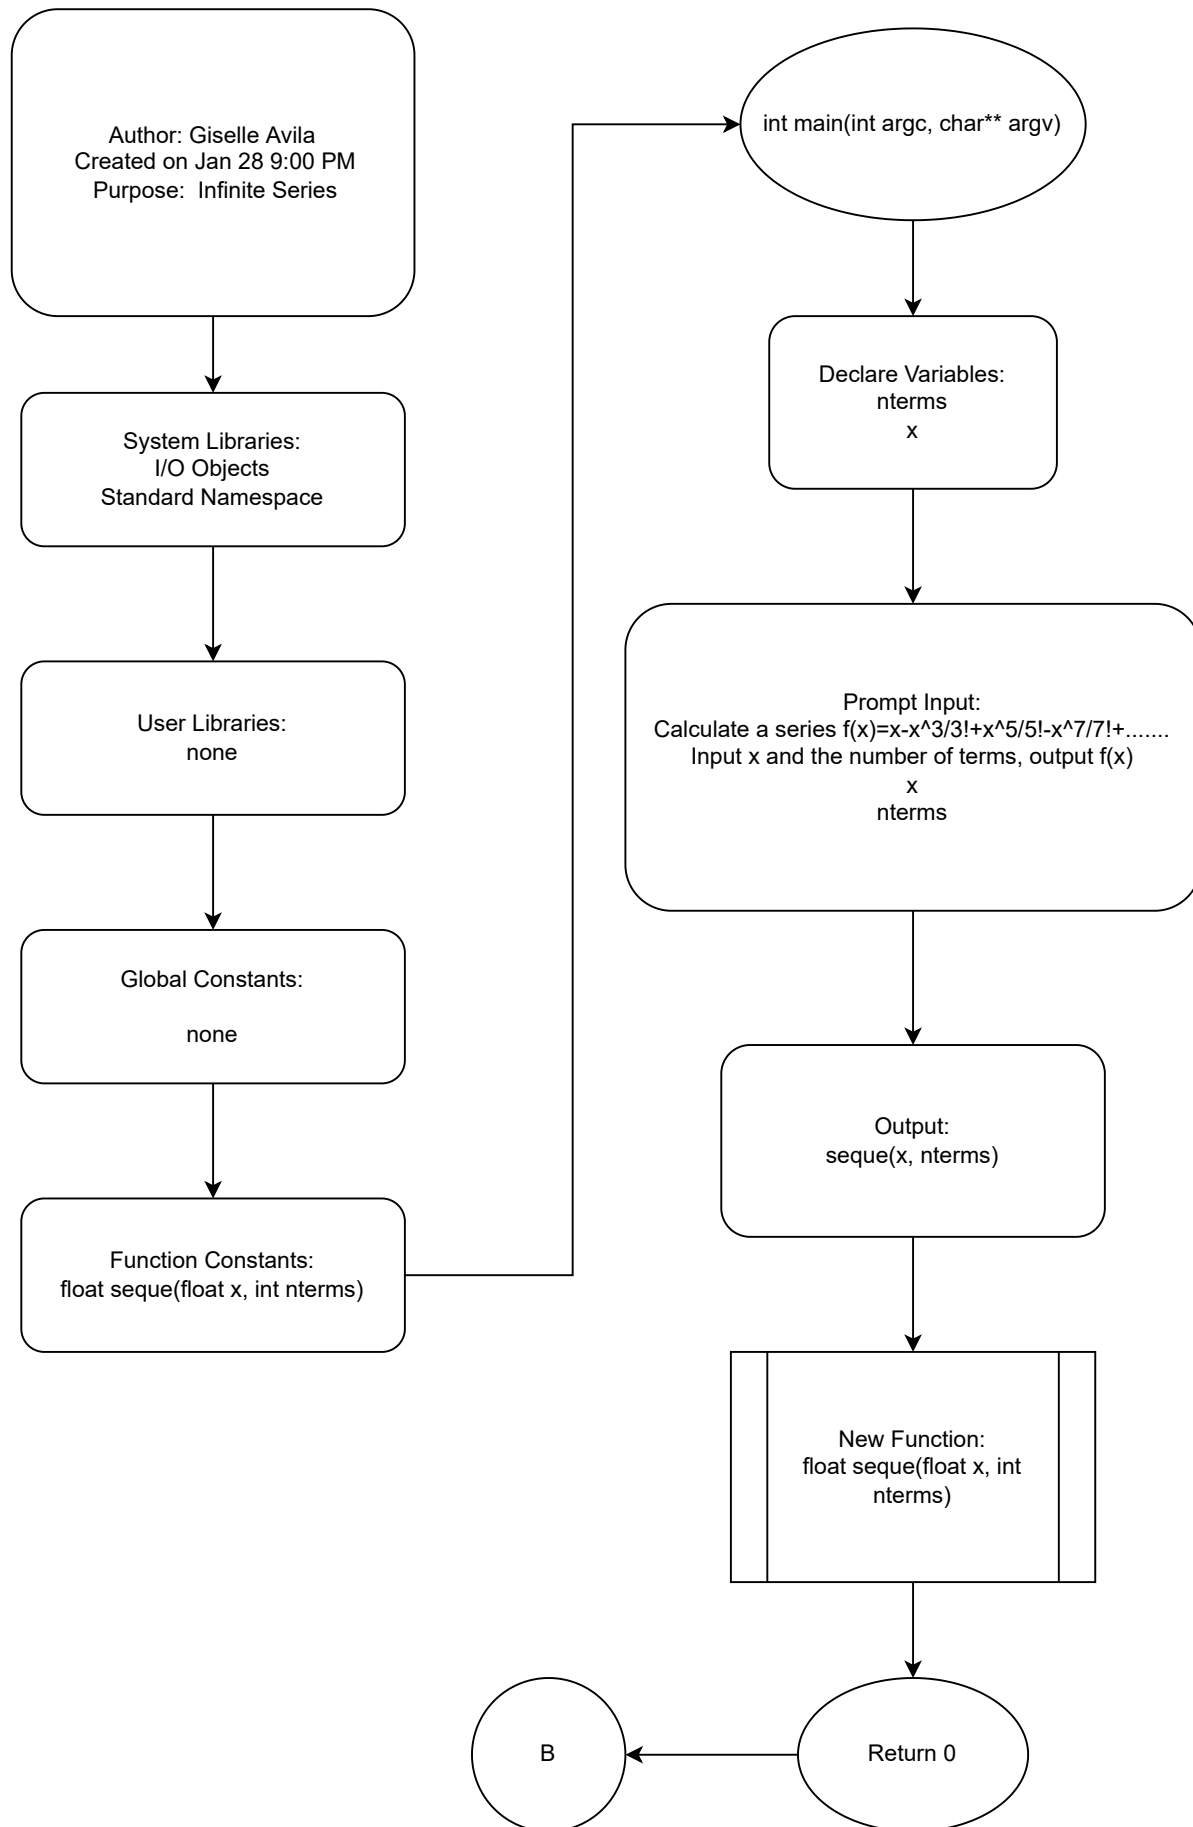 Author: Giselle Avila
Created on Jan 28 9:00 PM
Purpose:  Infinite Series
System Libraries:
I/O Objects
Standard Namespace
User Libraries:
none
Global Constants:
none
Function Constants:
float seque(float x, int nterms)
int main(int argc, char** argv)
Declare Variables:
nterms
x
Prompt Input:
Calculate a series f(x)=x-x^3/3!+x^5/5!-x^7/7!+.......
Input x and the number of terms, output f(x)
x
nterms
Output:
seque(x, nterms)
New Function:
float seque(float x, int
nterms)
Return 0
B